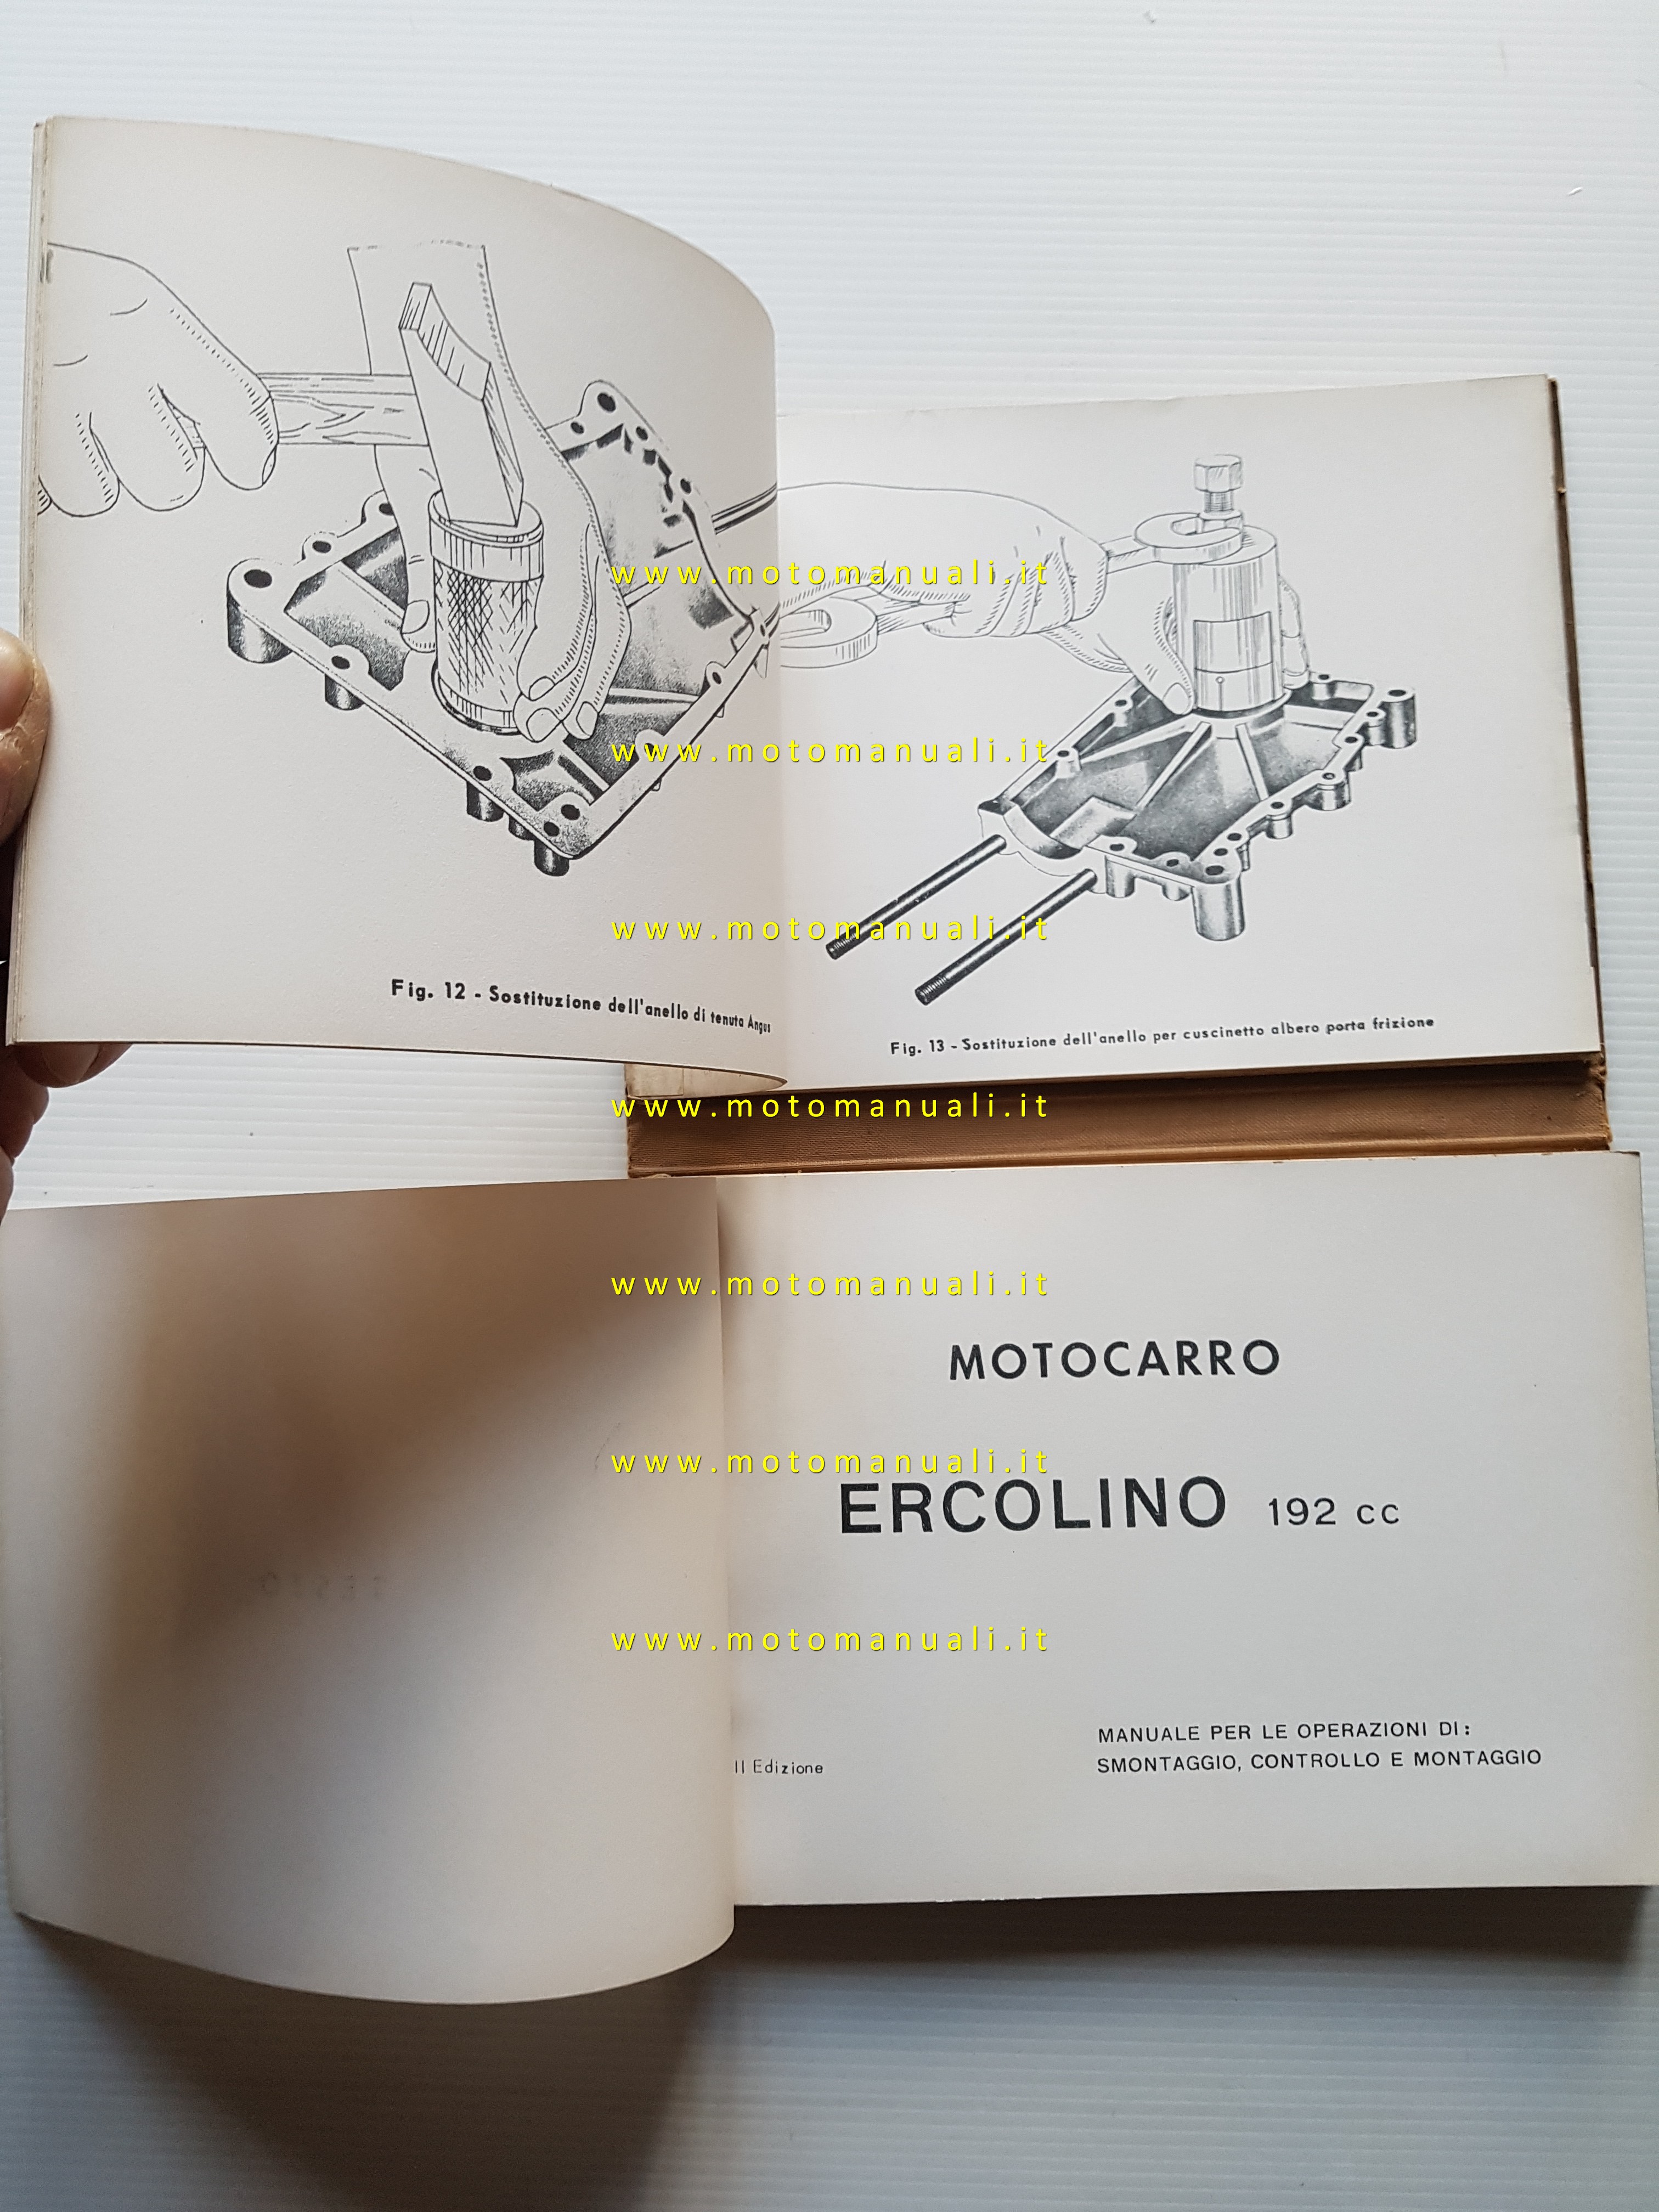 www.motomanuali.it
www.motomanuali.it
www.motomanuali.it
Fig. 12 - Sostituzione dell'anello di tenuta Angus
Fig. 13 - Sostituzione dell'anello per cuscinetto albero porta frizione
www.motomanuali.it
www.motomanuali.it
MOTOCARRO
www.motomanuali.it
ERCOLINO 192 cc
www.motomanuali.it
II Edizione
MANUALE PER LE OPERAZIONI DI:
SMONTAGGIO, CONTROLLO E MONTAGGIO